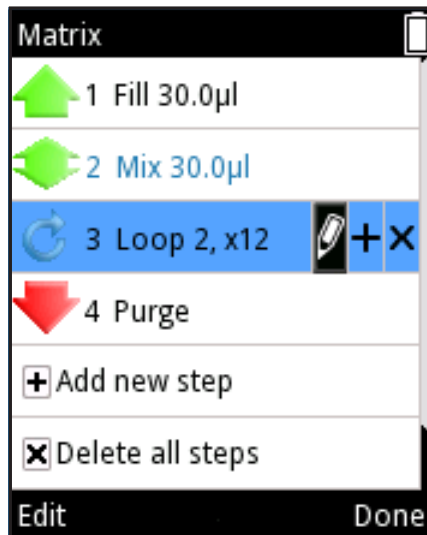 Matrix
1 Fill 30.0µl
2 Mix 30.0µl
3 Loop 2, x12
4 Purge
Add new step
Delete all steps
Edit Done